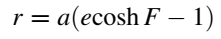 r = a(e cosh F − 1)